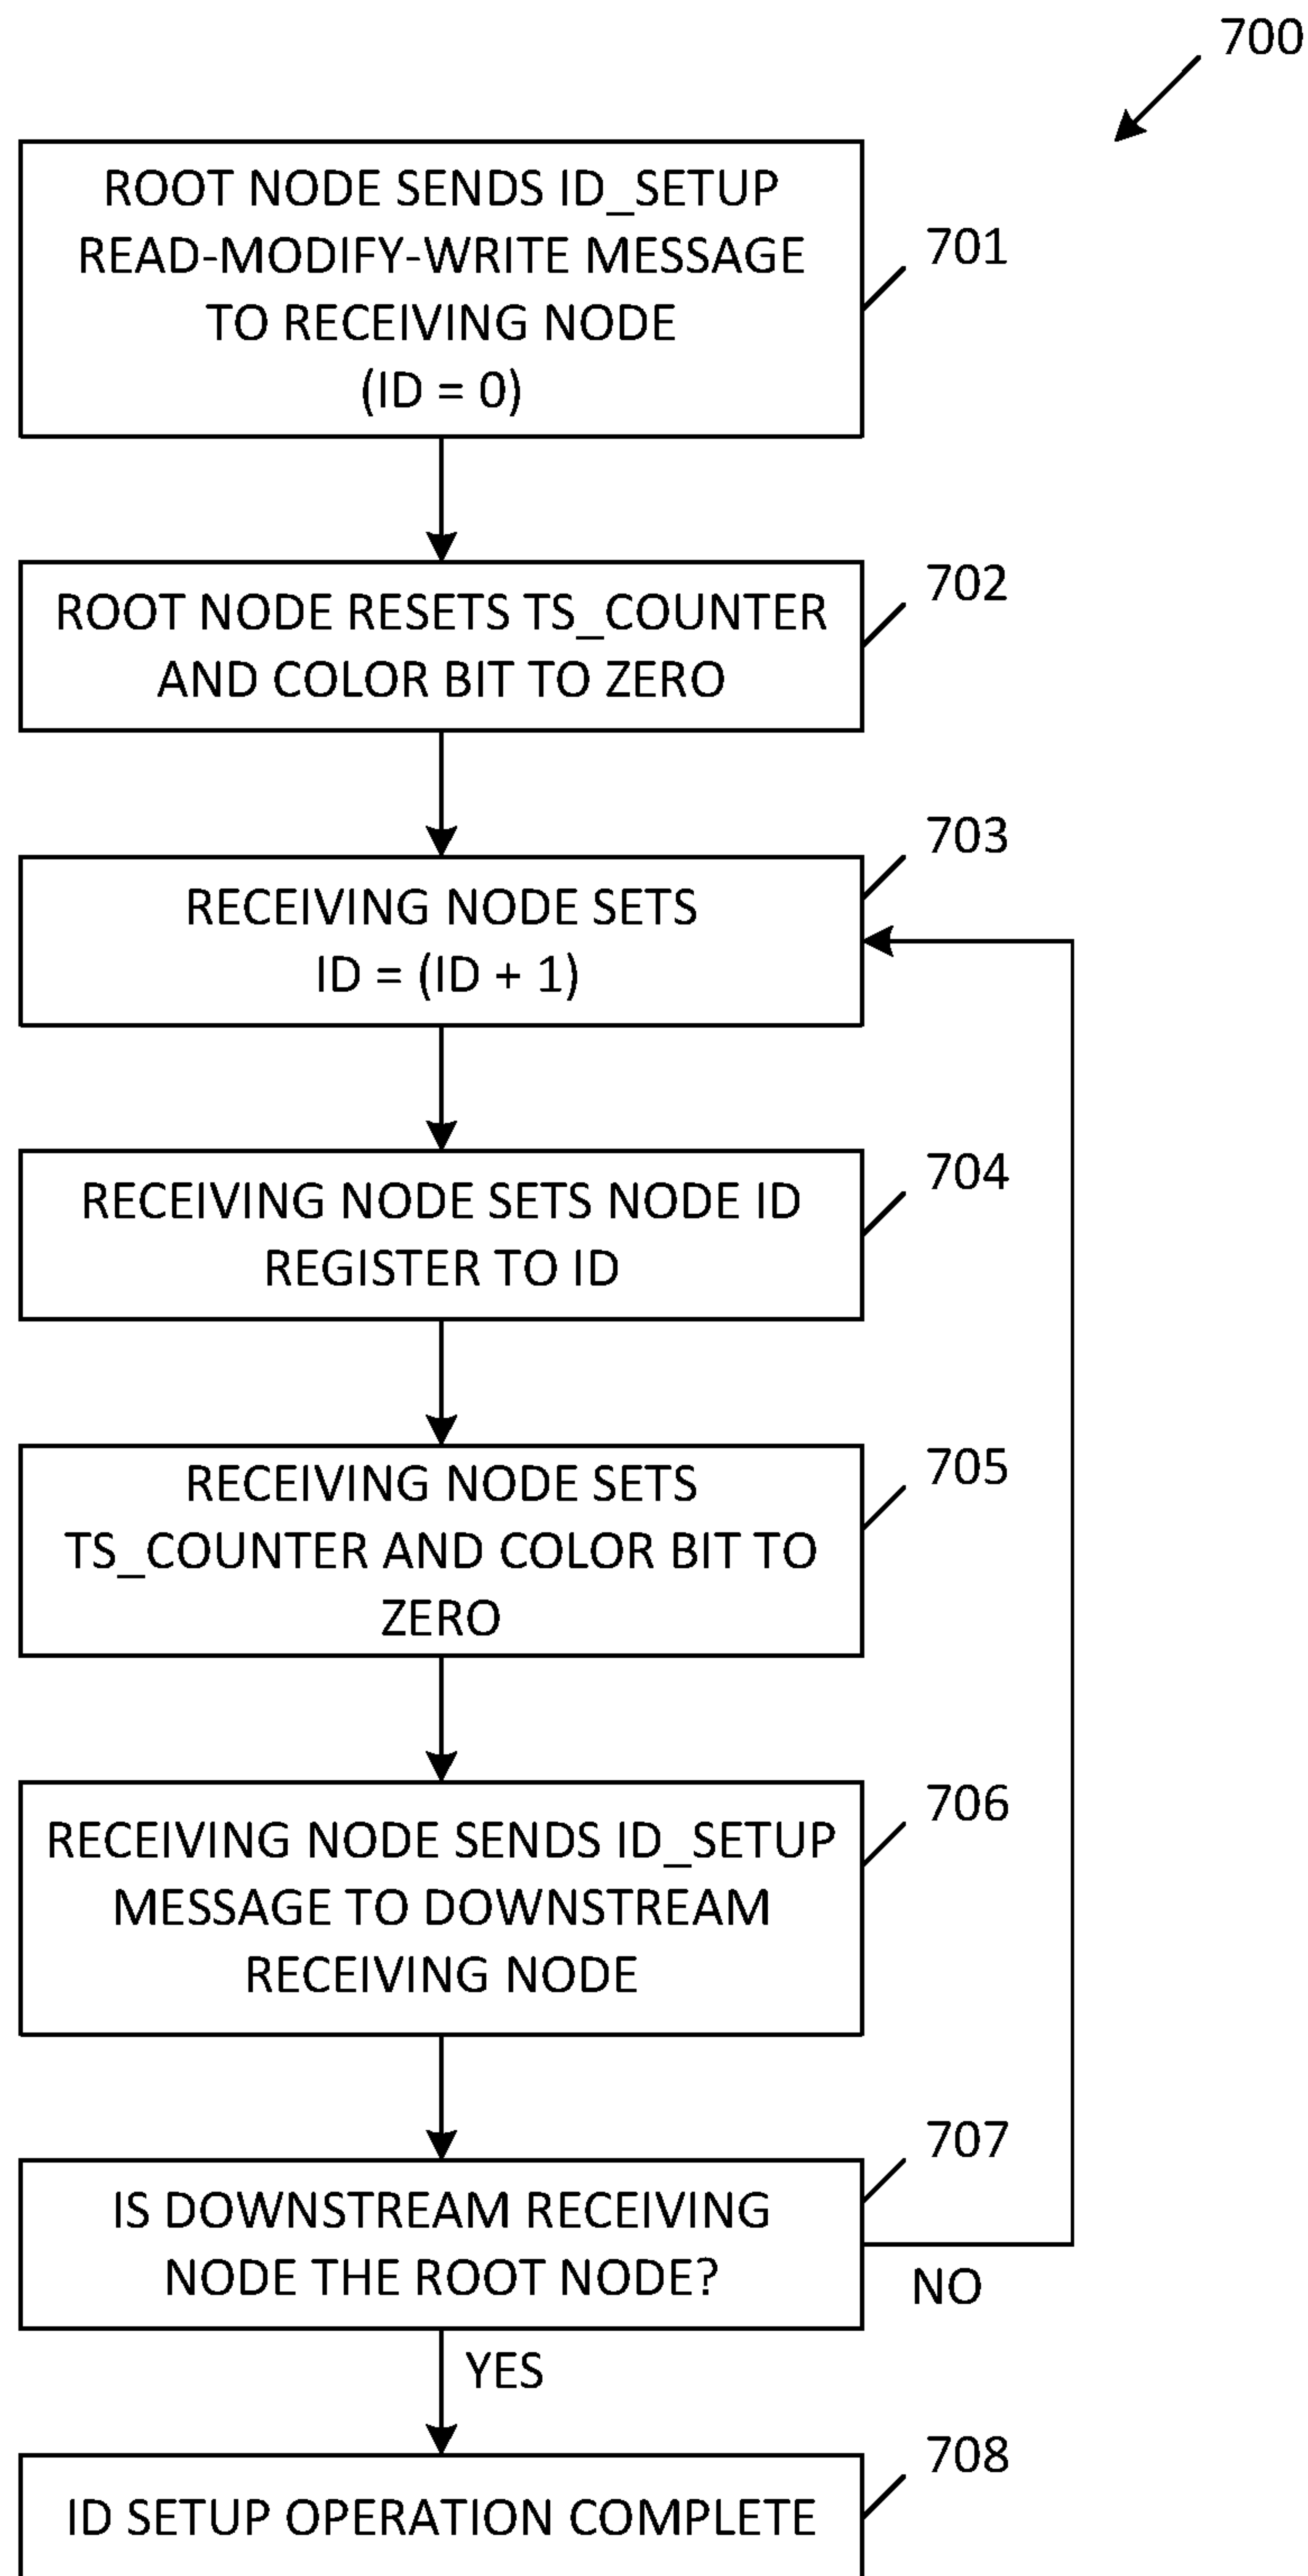 700
ROOT NODE SENDS ID_SETUP
READ-MODIFY-WRITE MESSAGE
TO RECEIVING NODE
(ID = 0)
701
ROOT NODE RESETS TS_COUNTER
AND COLOR BIT TO ZERO
702
RECEIVING NODE SETS
ID = (ID + 1)
703
RECEIVING NODE SETS NODE ID
REGISTER TO ID
704
RECEIVING NODE SETS
TS_COUNTER AND COLOR BIT TO
ZERO
705
RECEIVING NODE SENDS ID_SETUP
MESSAGE TO DOWNSTREAM
RECEIVING NODE
706
IS DOWNSTREAM RECEIVING
NODE THE ROOT NODE?
707
NO
YES
ID SETUP OPERATION COMPLETE
708